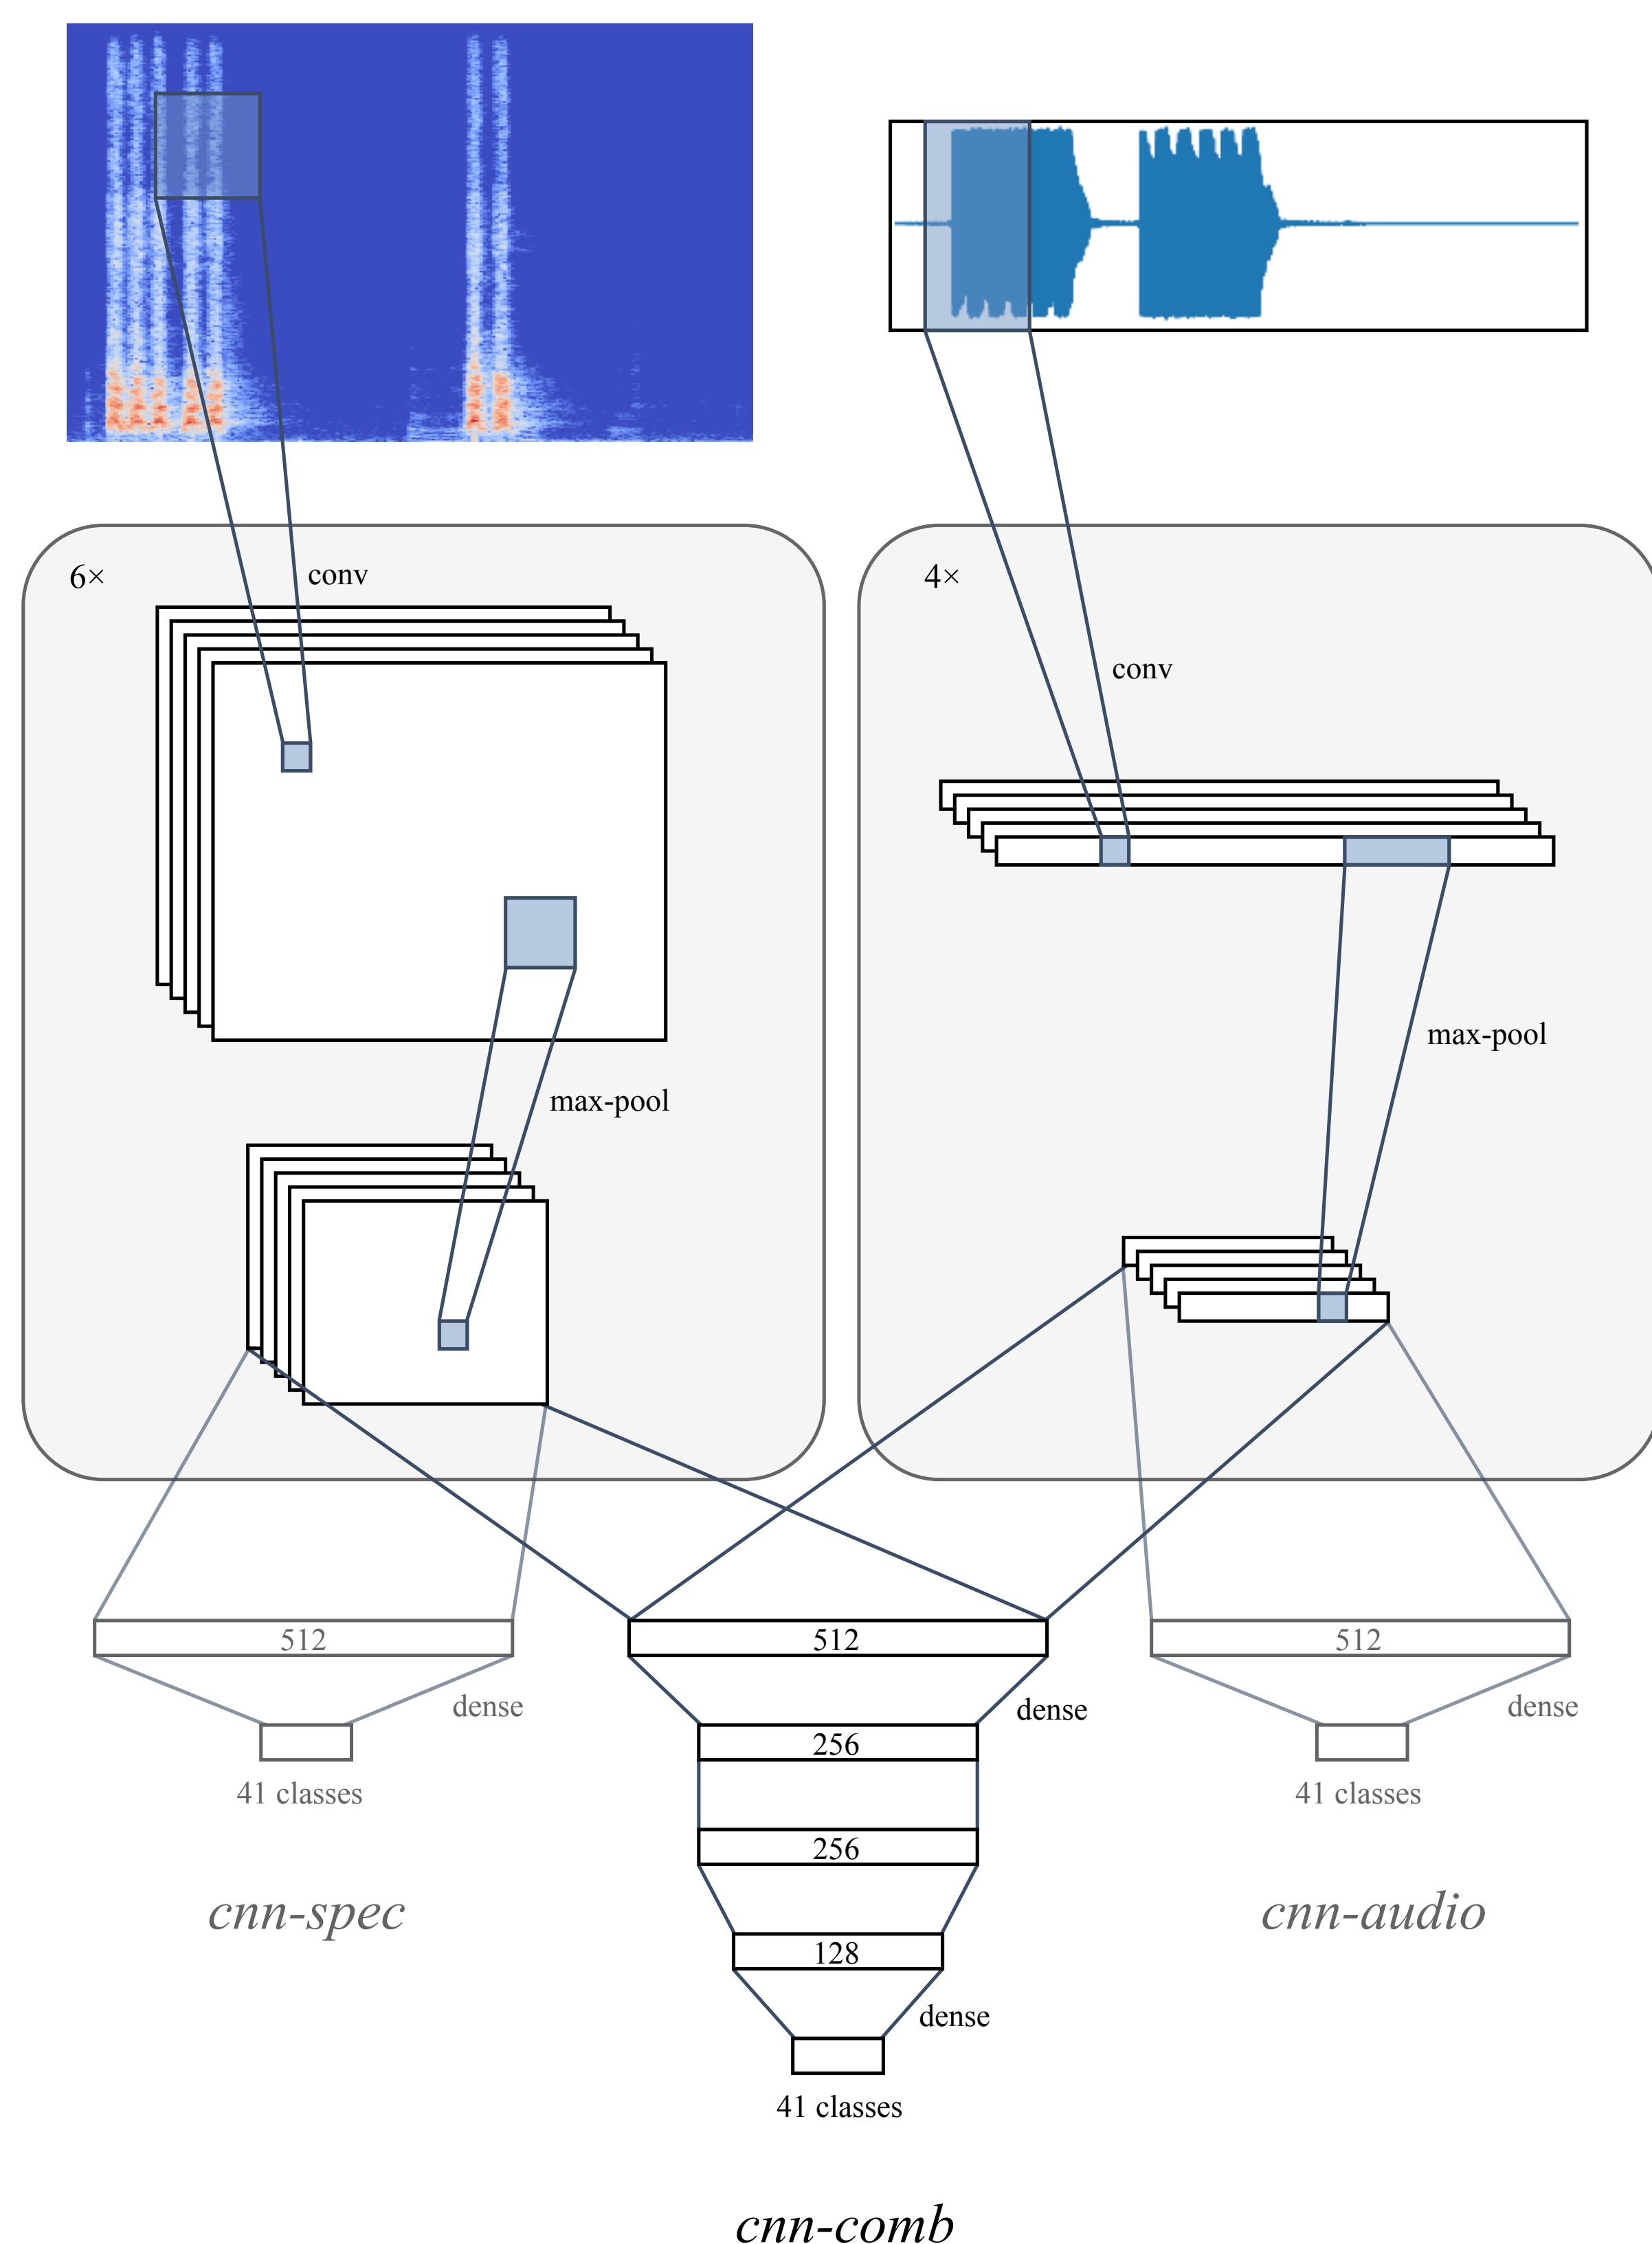 6×
conv
max-pool
4×
conv
max-pool
512
dense
41 classes
cnn-spec
512
dense
256
256
128
dense
41 classes
cnn-comb
512
dense
41 classes
cnn-audio